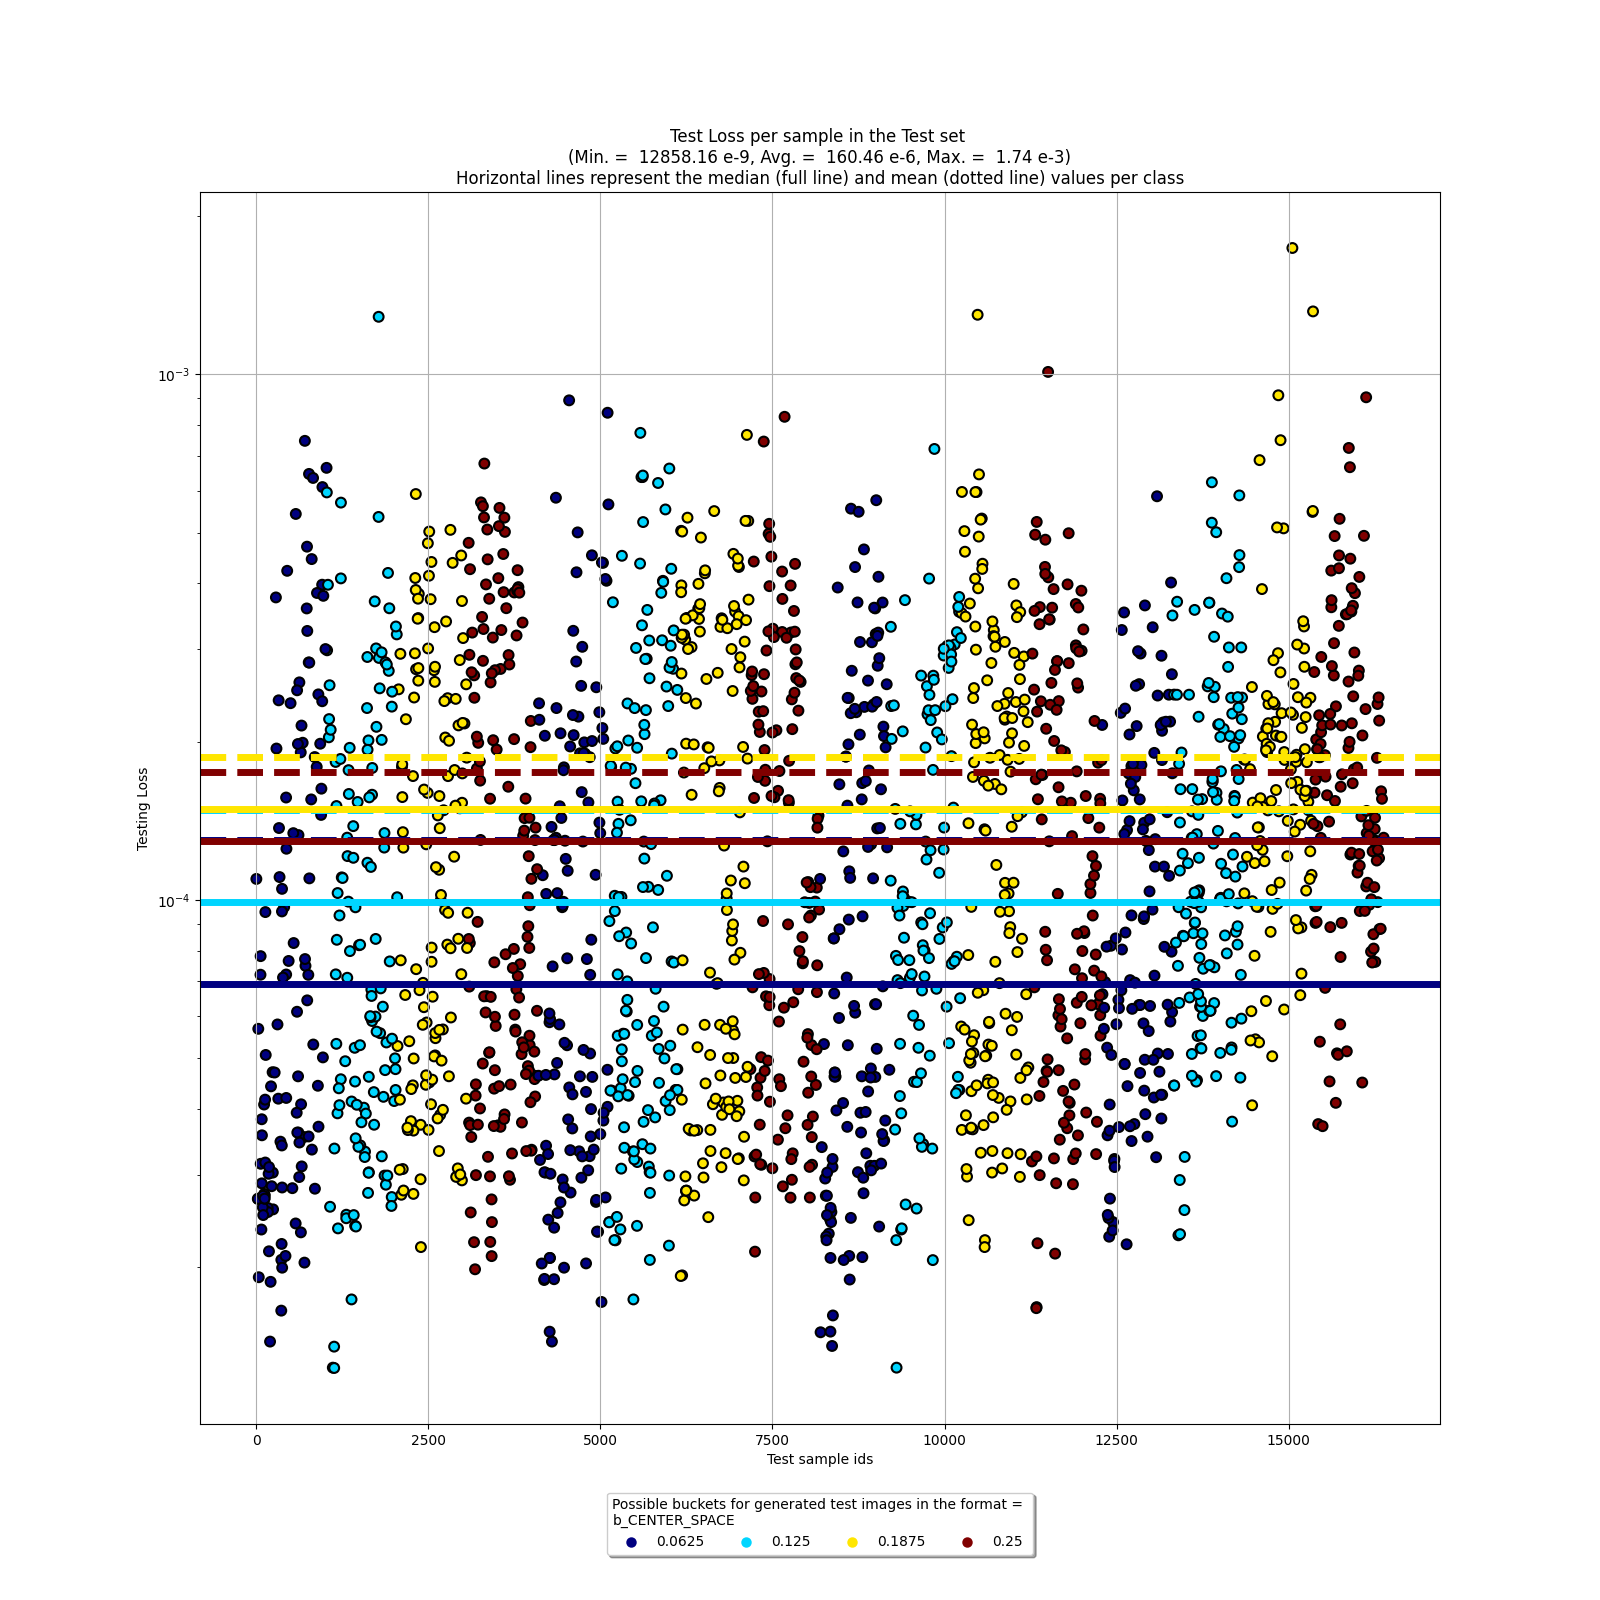 Test Loss per sample in the Test set
(Min. =  12858.16 e-9, Avg. =  160.46 e-6, Max. =  1.74 e-3)
Horizontal lines represent the median (full line) and mean (dotted line) values per class
10⁻³
10⁻⁴
Testing Loss
0 2500 5000 7500 10000 12500 15000
Test sample ids
Possible buckets for generated test images in the format =
b_CENTER_SPACE
0.0625 0.125 0.1875 0.25